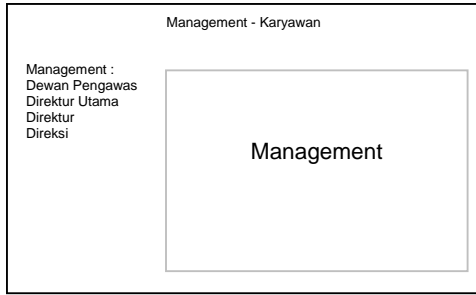 Management - Karyawan
Management :
Dewan Pengawas
Direktur Utama
Direktur
Direksi
Management